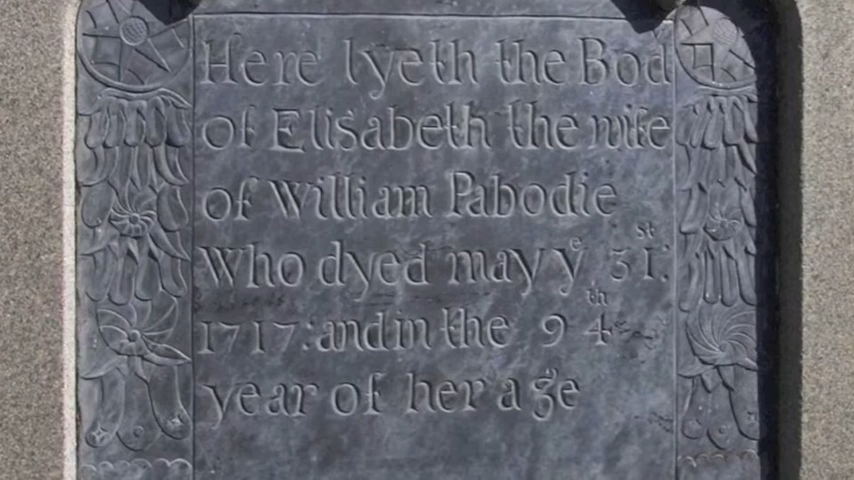 Here lyeth the Bod
of Elisabeth the wife
of William Pabodie
Who dyed may yᵉ 31ˢᵗ:
1717: and in the 94ᵗʰ
year of her age